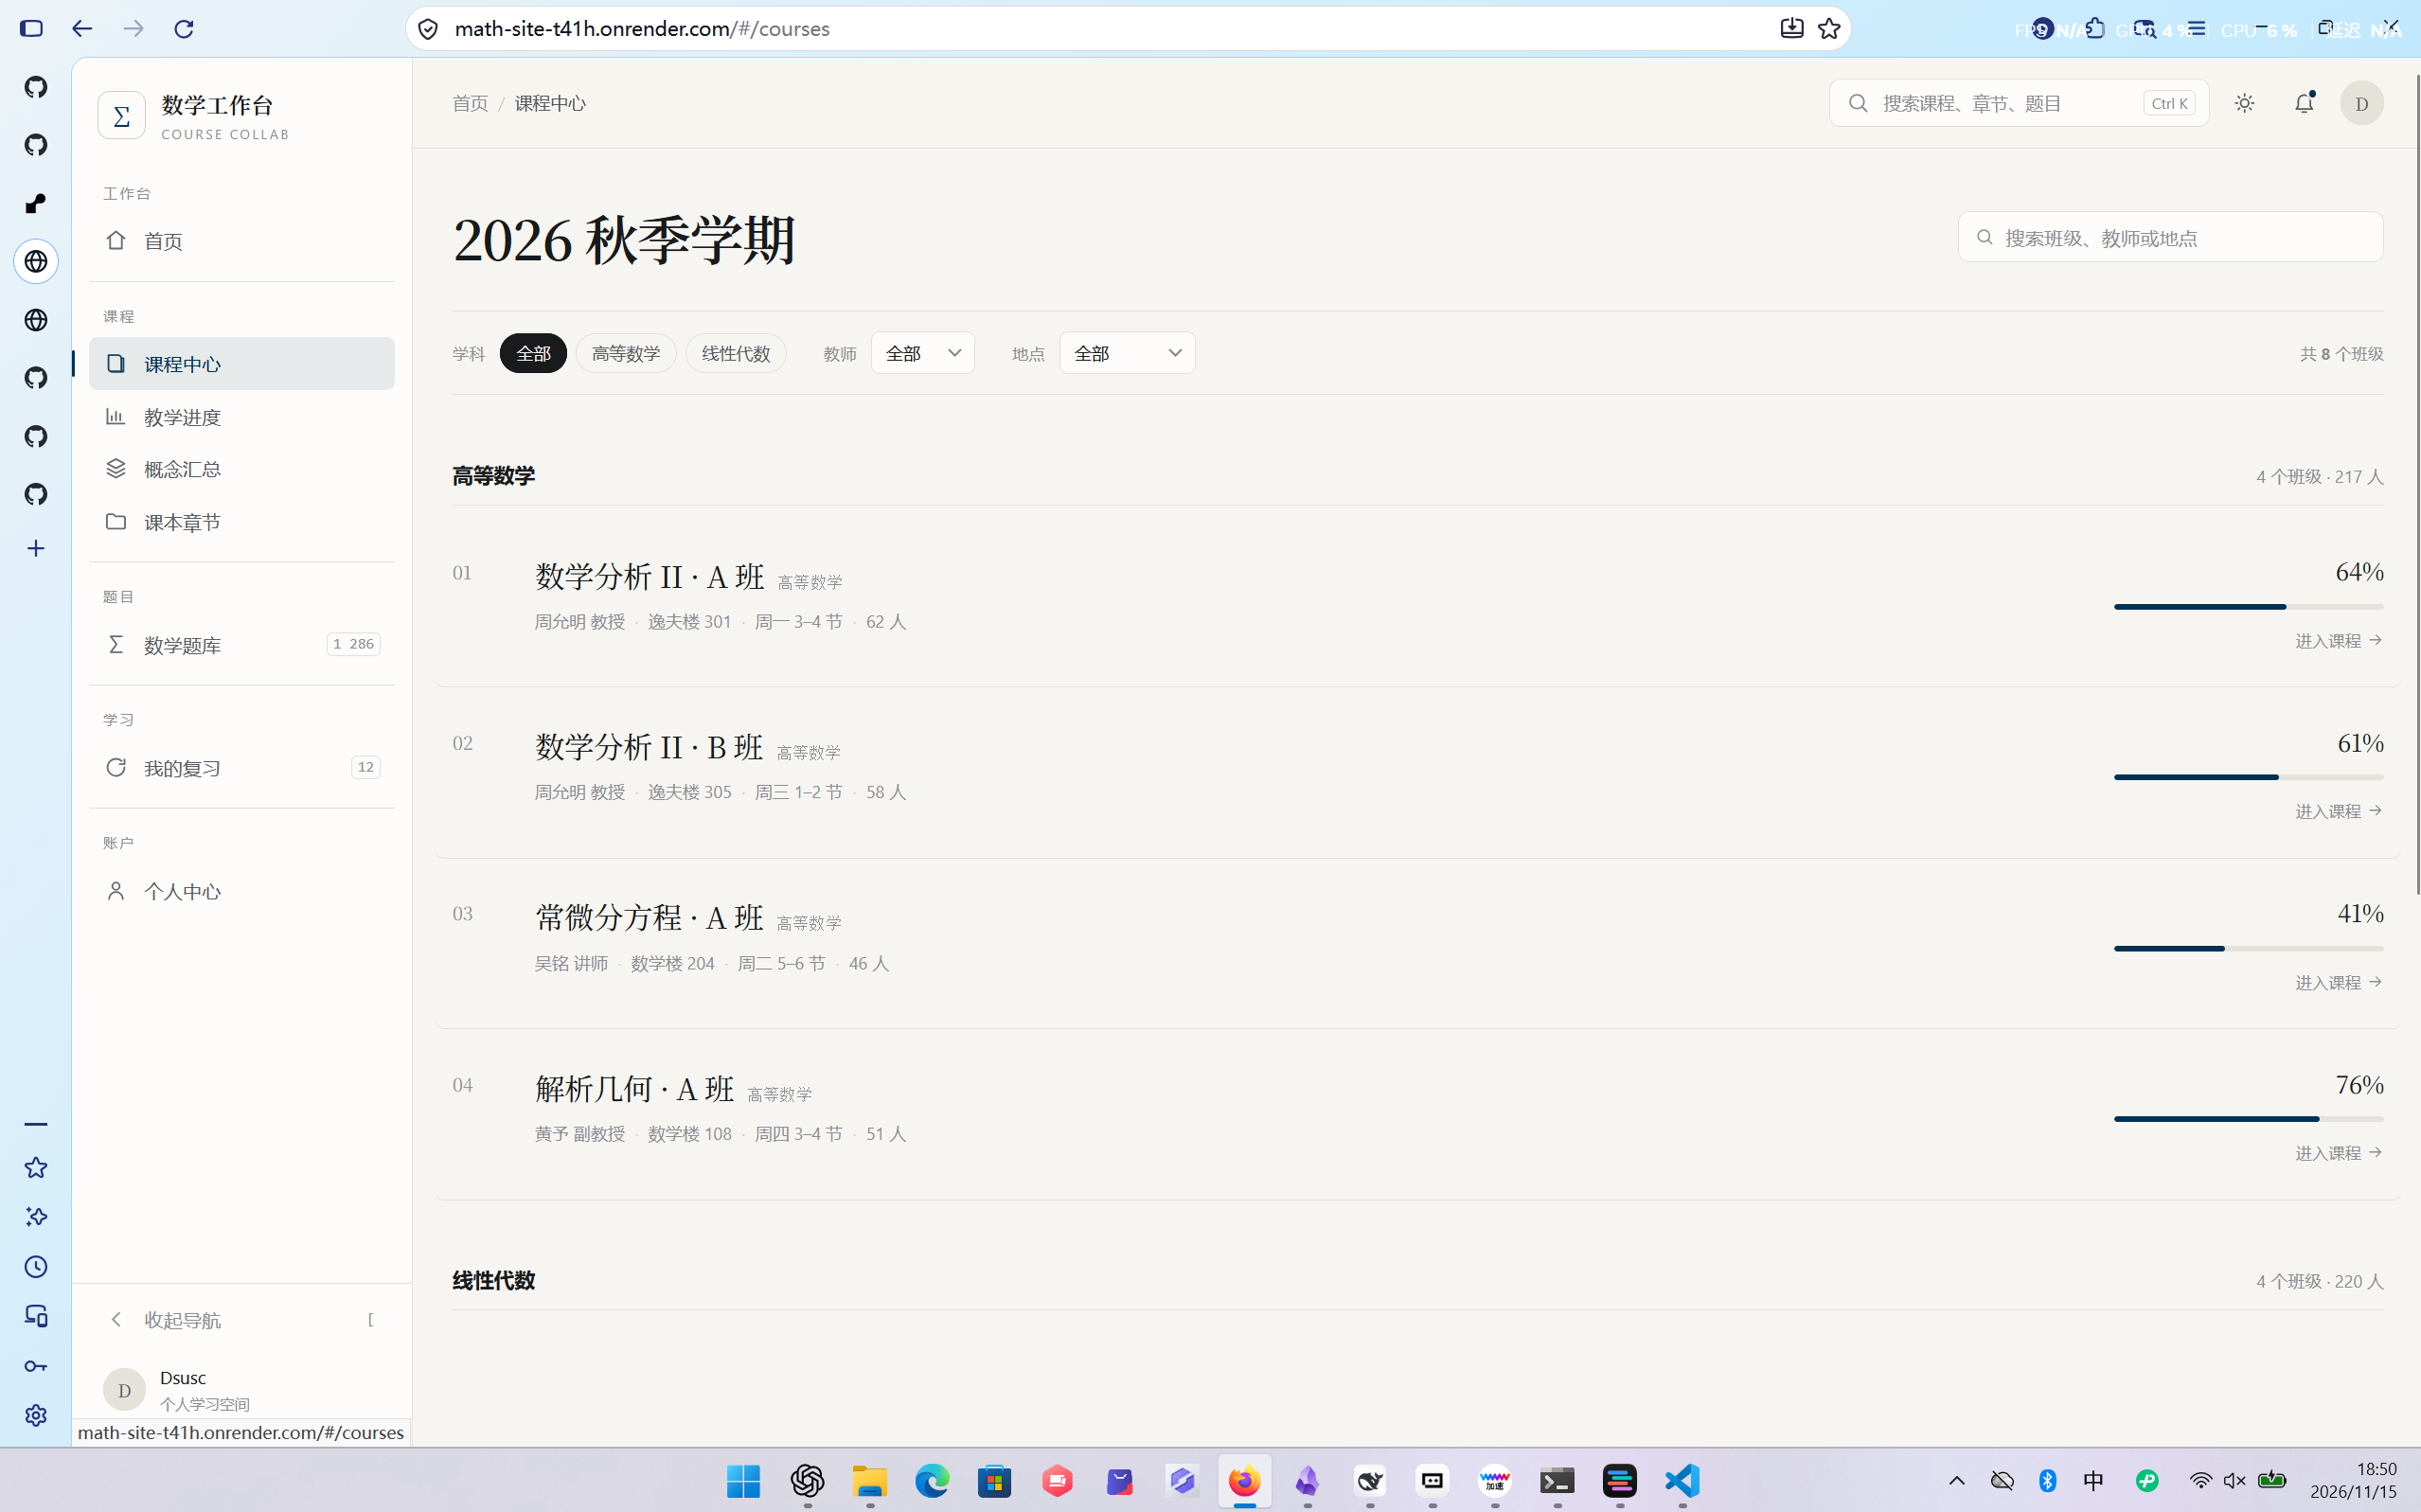 math-site-t41h.onrender.com/#/courses
GPU 4 % CPU 6 % 延迟 N/A
数学工作台
COURSE COLLAB
工作台
首页
课程
课程中心
教学进度
概念汇总
课本章节
题目
数学题库 1 286
学习
我的复习 12
账户
个人中心
收起导航 [
D Dsusc
个人学习空间
math-site-t41h.onrender.com/#/courses
首页 / 课程中心
搜索课程、章节、题目 Ctrl K
D
2026 秋季学期
搜索班级、教师或地点
学科 全部 高等数学 线性代数 教师 全部 地点 全部 共 8 个班级
高等数学 4 个班级 · 217 人
01 数学分析 II · A 班 高等数学 64%
周允明 教授 · 逸夫楼 301 · 周一 3–4 节 · 62 人
进入课程 →
02 数学分析 II · B 班 高等数学 61%
周允明 教授 · 逸夫楼 305 · 周三 1–2 节 · 58 人
进入课程 →
03 常微分方程 · A 班 高等数学 41%
吴铭 讲师 · 数学楼 204 · 周二 5–6 节 · 46 人
进入课程 →
04 解析几何 · A 班 高等数学 76%
黄予 副教授 · 数学楼 108 · 周四 3–4 节 · 51 人
进入课程 →
线性代数 4 个班级 · 220 人
加速
中
18:50
2026/11/15